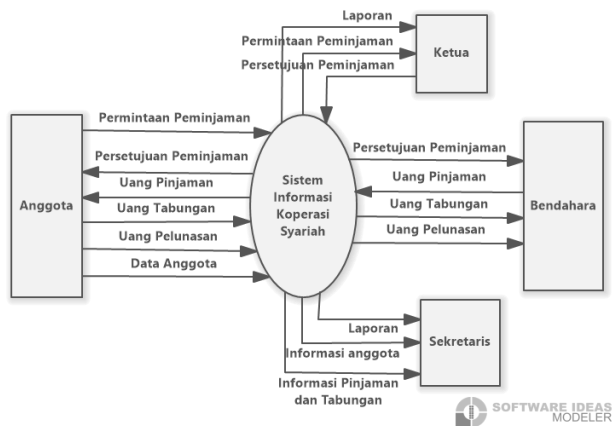 Laporan
Permintaan Peminjaman
Persetujuan Peminjaman
Ketua
Permintaan Peminjaman
Persetujuan Peminjaman
Uang Pinjaman
Uang Tabungan
Uang Pelunasan
Data Anggota
Anggota
Sistem
Informasi
Koperasi
Syariah
Persetujuan Peminjaman
Uang Pinjaman
Uang Tabungan
Uang Pelunasan
Bendahara
Laporan
Informasi anggota
Informasi Pinjaman
dan Tabungan
Sekretaris
SOFTWARE IDEAS
MODELER